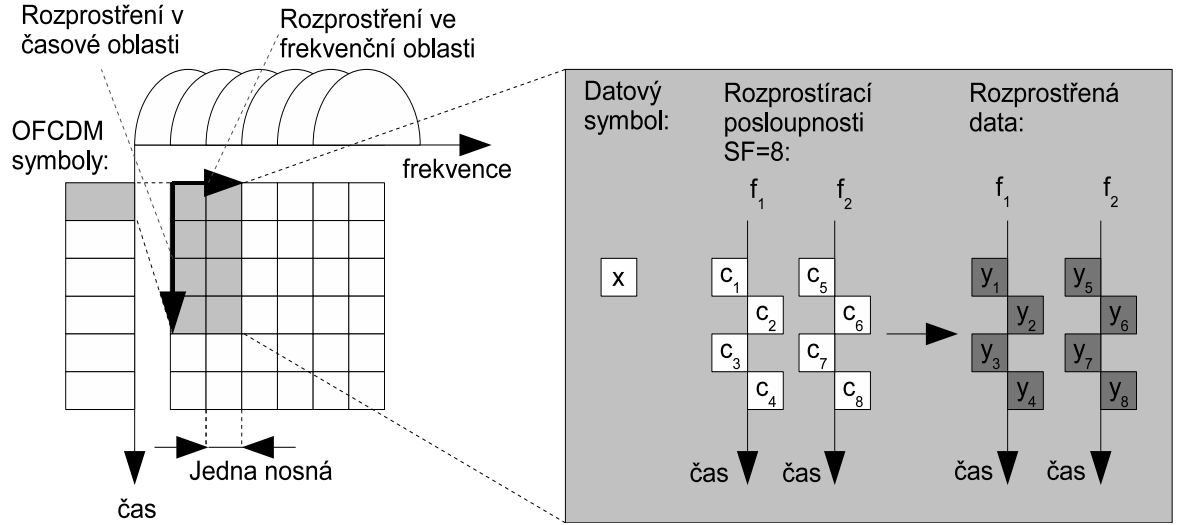 Rozprostření v
časové oblasti
Rozprostření ve
frekvenční oblasti
OFCDM
symboly:
frekvence
Jedna nosná
čas
Datový
symbol:
Rozprostírací
posloupnosti
SF=8:
Rozprostřená
data:
f1 f2 f1 f2
x c1 c5 y1 y5
c2 c6 y2 y6
c3 c7 y3 y7
c4 c8 y4 y8
čas čas čas čas